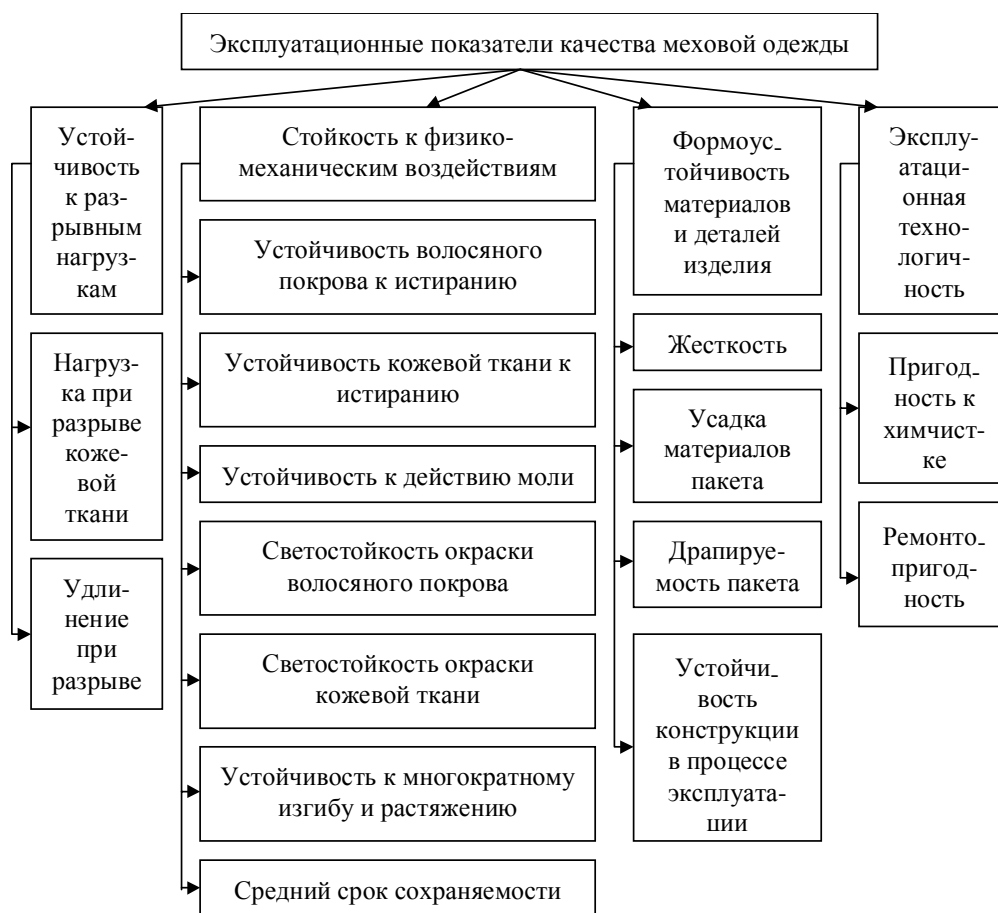 Эксплуатационные показатели качества меховой одежды
Устой-
чивость
к раз-
рывным
нагруз-
кам
Нагруз-
ка при
разрыве
коже-
вой
ткани
Удли-
нение
при
разрыве
Стойкость к физико-
механическим воздействиям
Устойчивость волосяного
покрова к истиранию
Устойчивость кожевой ткани к
истиранию
Устойчивость к действию моли
Светостойкость окраски
волосяного покрова
Светостойкость окраски
кожевой ткани
Устойчивость к многократному
изгибу и растяжению
Средний срок сохраняемости
Формоус-
тойчивость
материалов
и деталей
изделия
Жесткость
Усадка
материалов
пакета
Драпируе-
мость пакета
Устойчи-
вость
конструкции
в процессе
эксплуата-
ции
Эксплу-
атаци-
онная
техно-
логич-
ность
Пригод-
ность к
химчист-
ке
Ремонто-
пригод-
ность